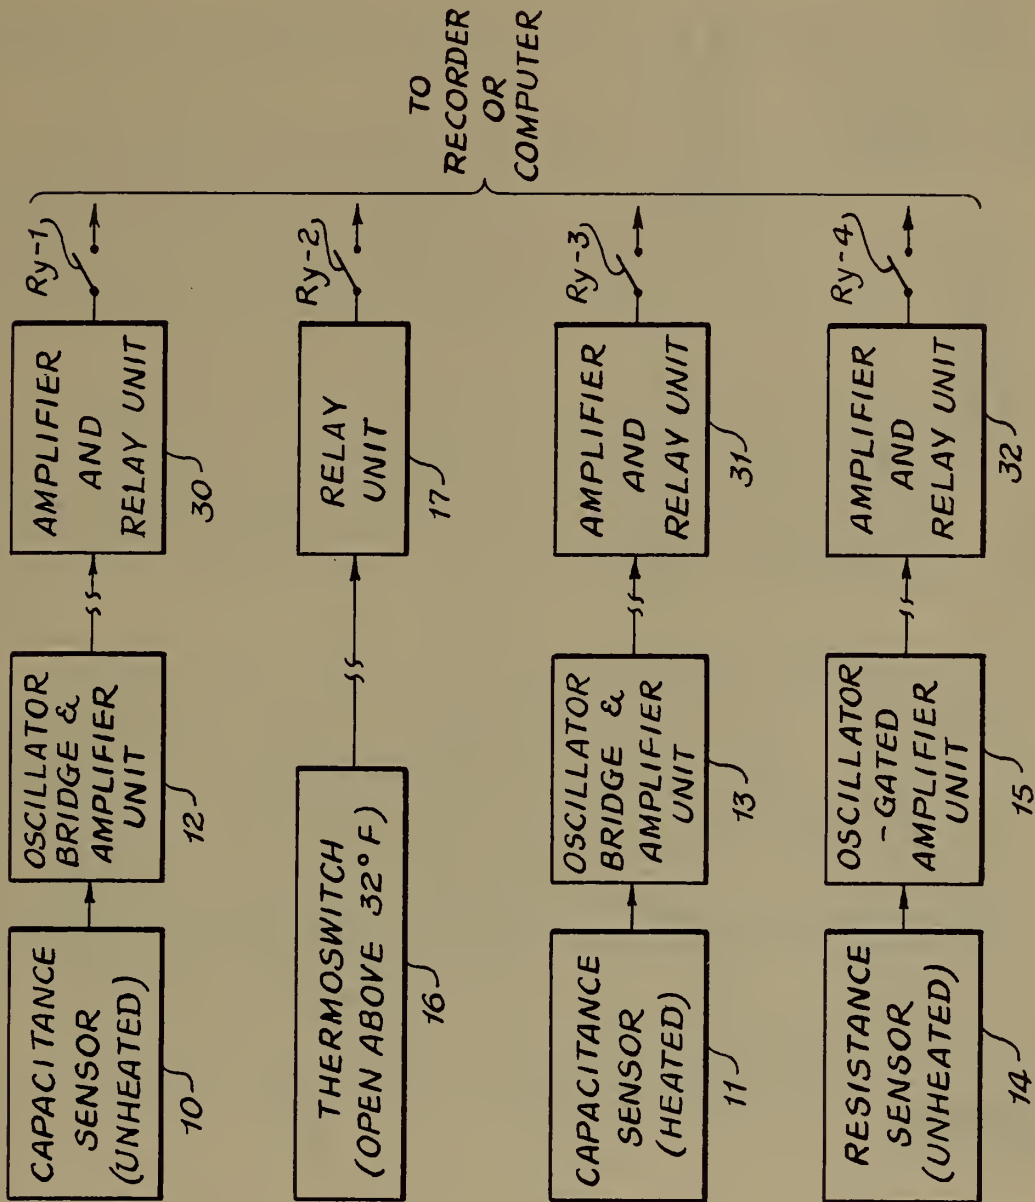 CAPACITANCE
SENSOR
(UNHEATED)
10
OSCILLATOR
BRIDGE &
AMPLIFIER
UNIT
12
AMPLIFIER
AND
RELAY UNIT
30
Ry-1
THERMOSWITCH
(OPEN ABOVE 32°F)
16
RELAY
UNIT
17
Ry-2
CAPACITANCE
SENSOR
(HEATED)
11
OSCILLATOR
BRIDGE &
AMPLIFIER
UNIT
13
AMPLIFIER
AND
RELAY UNIT
31
Ry-3
RESISTANCE
SENSOR
(UNHEATED)
14
OSCILLATOR
-GATED
AMPLIFIER
UNIT
15
AMPLIFIER
AND
RELAY UNIT
32
Ry-4
TO
RECORDER
OR
COMPUTER